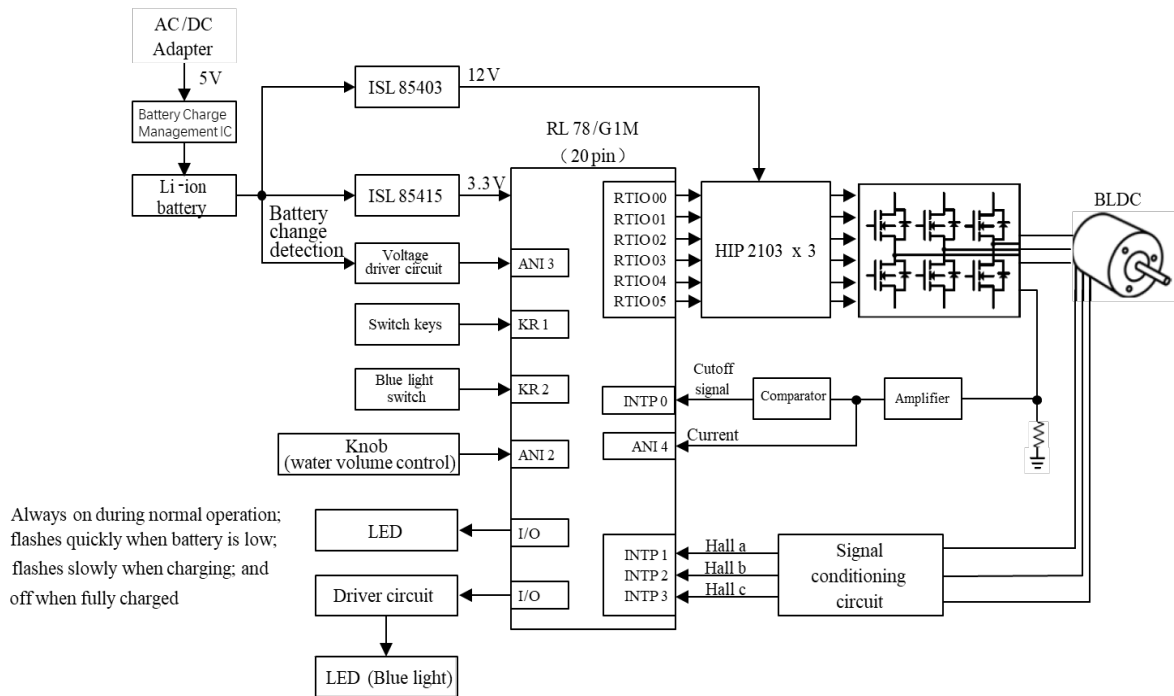 AC/DC
Adapter
5V
Battery Charge
Management IC
Li-ion
battery
ISL 85403
12V
ISL 85415
3.3V
Battery
change
detection
Voltage
driver circuit
Switch keys
Blue light
switch
Knob
(water volume control)
LED
Driver circuit
LED (Blue light)
Always on during normal operation;
flashes quickly when battery is low;
flashes slowly when charging; and
off when fully charged
RL 78/G1M
(20pin)
ANI 3
KR 1
KR 2
ANI 2
I/O
I/O
RTIO00
RTIO01
RTIO02
RTIO03
RTIO04
RTIO05
INTP 0
ANI 4
INTP 1
INTP 2
INTP 3
HIP 2103 x 3
BLDC
Cutoff
signal
Comparator
Amplifier
Current
Hall a
Hall b
Hall c
Signal
conditioning
circuit